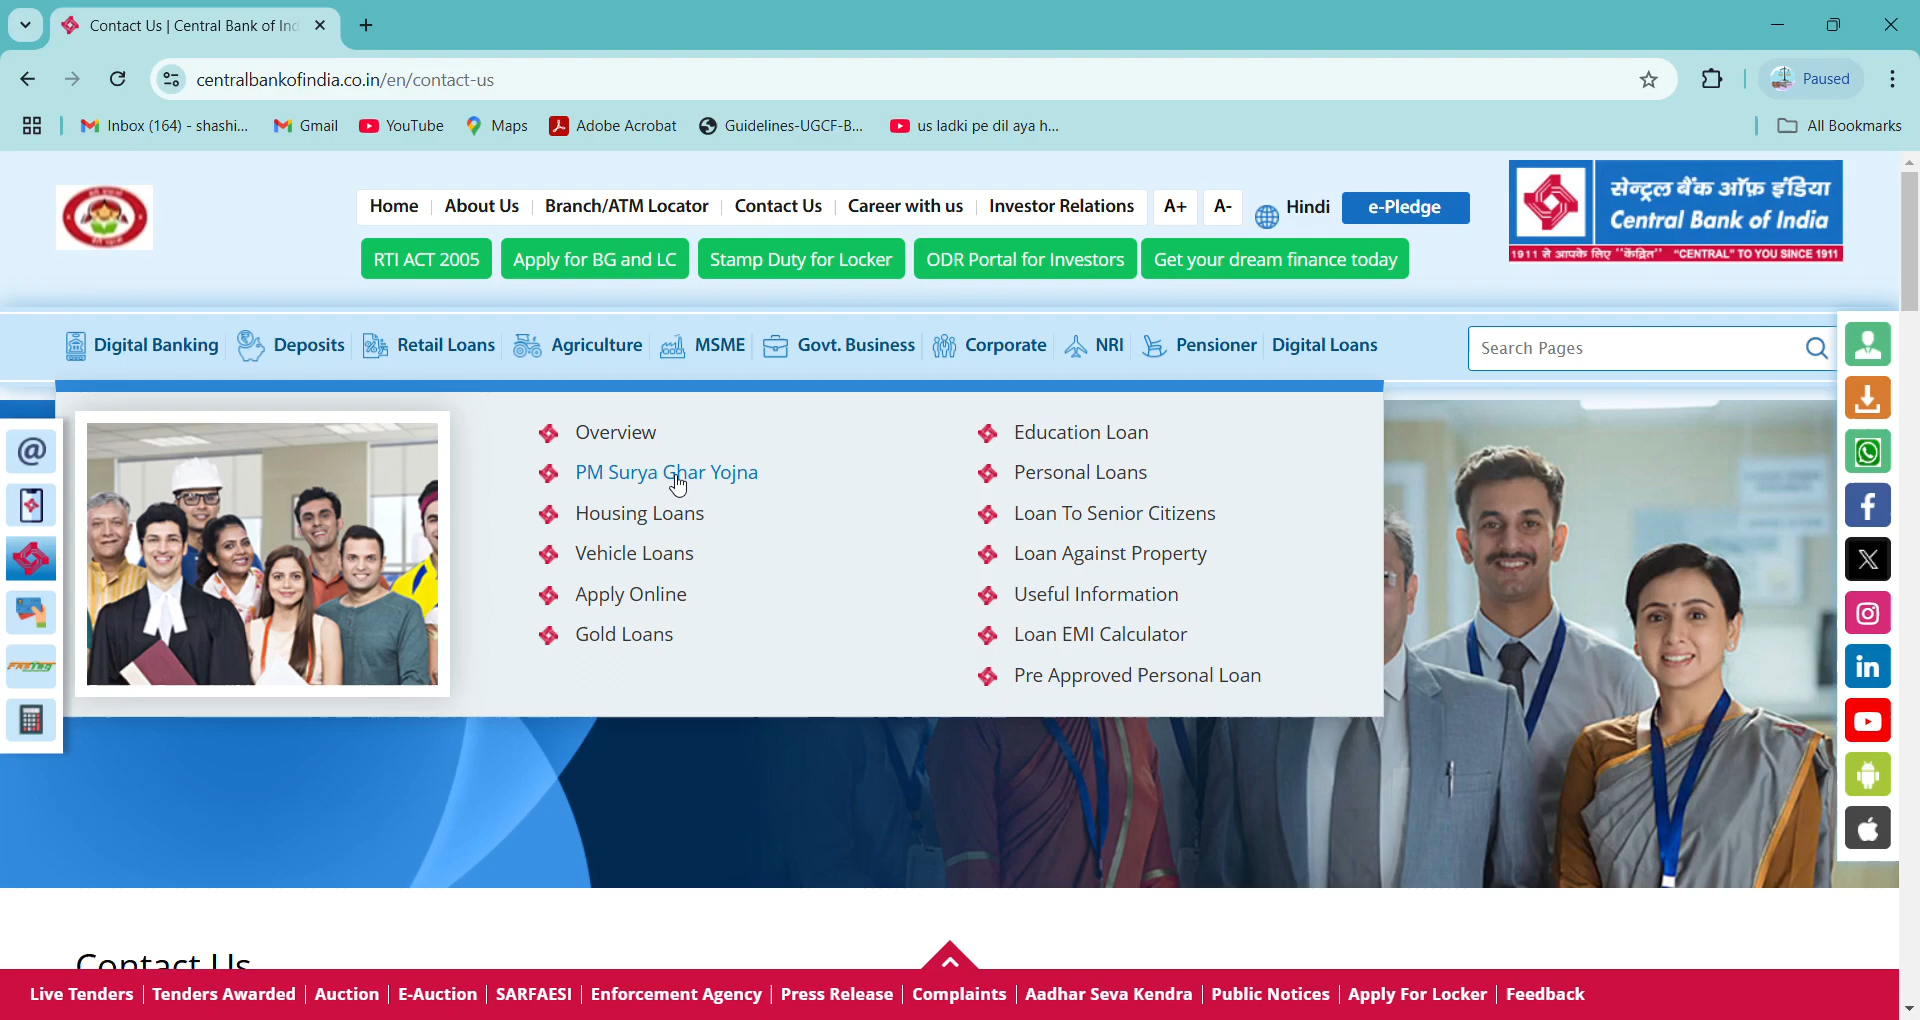 Contact Us | Central Bank of Ind
centralbankofindia.co.in/en/contact-us
Paused
Inbox (164) - shashi...
Gmail
YouTube
Maps
Adobe Acrobat
Guidelines-UGCF-B...
us ladki pe dil aya h...
All Bookmarks
Home
About Us
Branch/ATM Locator
Contact Us
Career with us
Investor Relations
A+
A-
Hindi
e-Pledge
RTI ACT 2005
Apply for BG and LC
Stamp Duty for Locker
ODR Portal for Investors
Get your dream finance today
सेन्ट्रल बैंक ऑफ़ इंडिया
Central Bank of India
1911 से आपके लिए "केंद्रित" "CENTRAL" TO YOU SINCE 1911
Digital Banking
Deposits
Retail Loans
Agriculture
MSME
Govt. Business
Corporate
NRI
Pensioner
Digital Loans
Search Pages
Overview
PM Surya Ghar Yojna
Housing Loans
Vehicle Loans
Apply Online
Gold Loans
Education Loan
Personal Loans
Loan To Senior Citizens
Loan Against Property
Useful Information
Loan EMI Calculator
Pre Approved Personal Loan
Contact Us
Live Tenders
Tenders Awarded
Auction
E-Auction
SARFAESI
Enforcement Agency
Press Release
Complaints
Aadhar Seva Kendra
Public Notices
Apply For Locker
Feedback